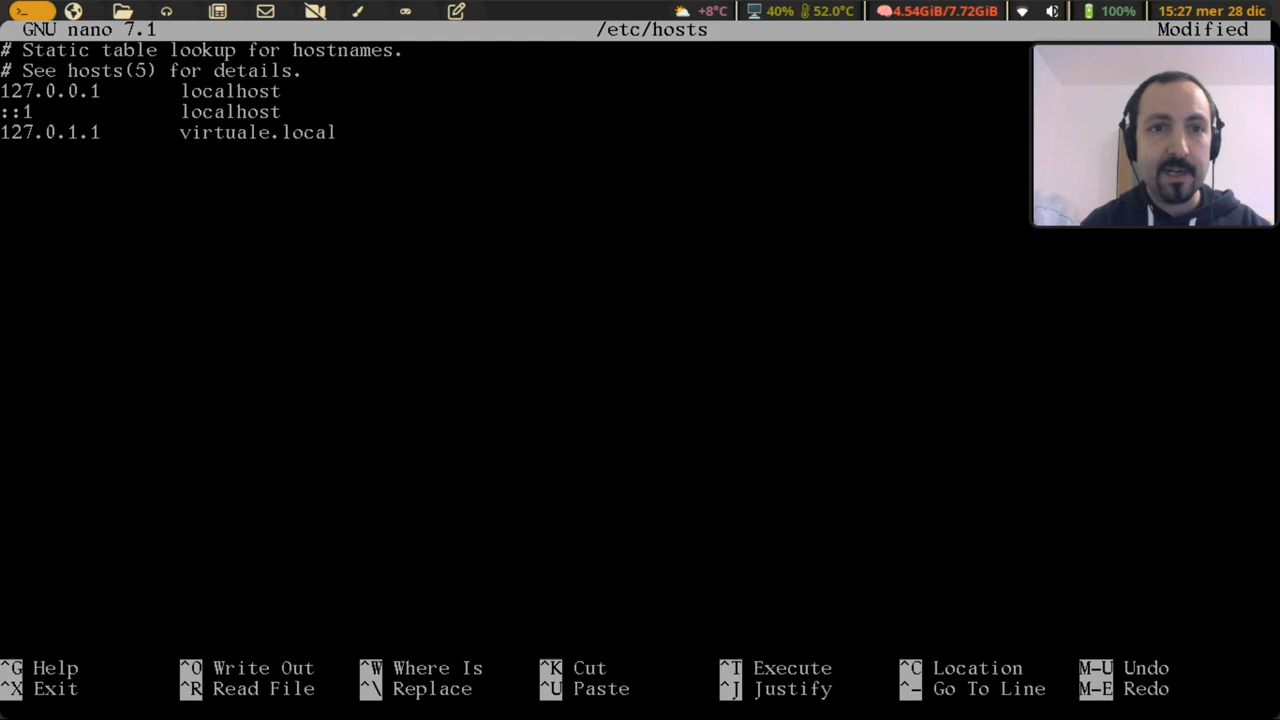 +8°C 40% 52.0°C 4.54GiB/7.72GiB 100% 15:27 mer 28 dic
GNU nano 7.1 /etc/hosts Modified
# Static table lookup for hostnames.
# See hosts(5) for details.
127.0.0.1 localhost
::1 localhost
127.0.1.1 virtuale.local
^G Help ^O Write Out ^W Where Is ^K Cut ^T Execute ^C Location M-U Undo
^X Exit ^R Read File ^\ Replace ^U Paste ^J Justify ^- Go To Line M-E Redo